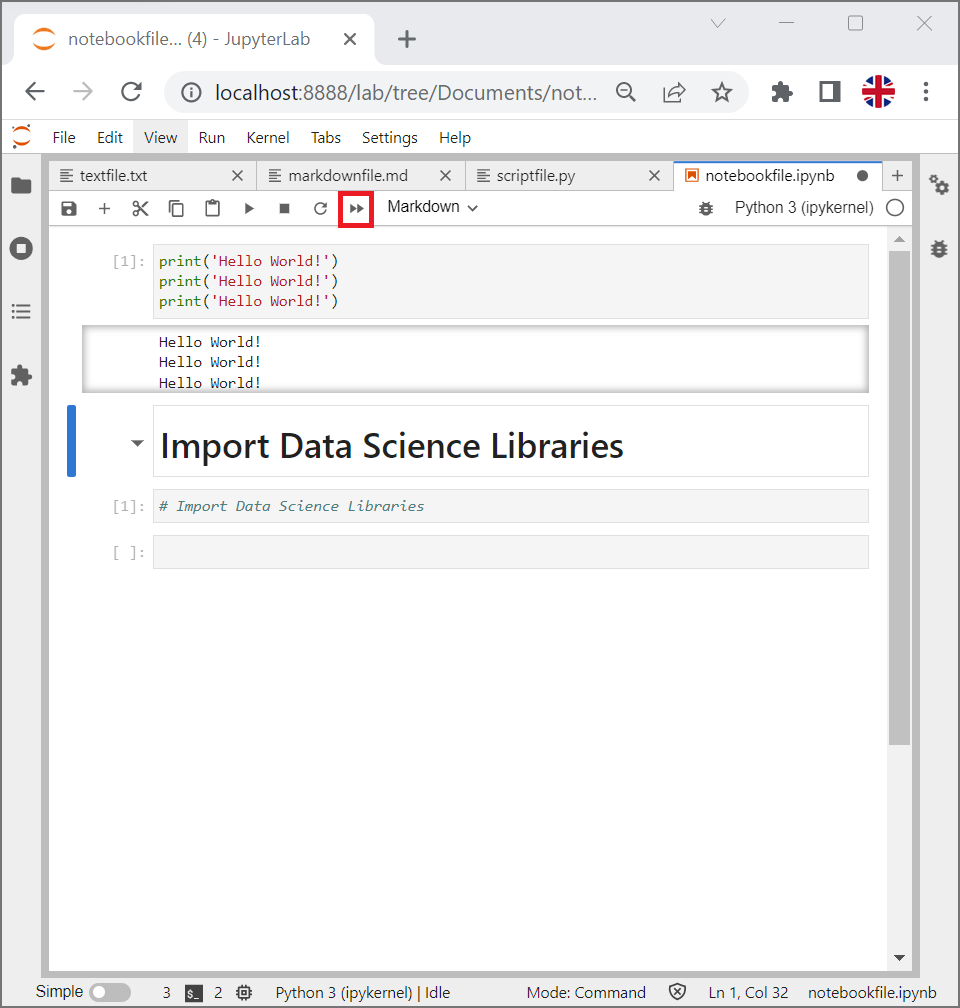 notebookfile... (4) - JupyterLab
localhost:8888/lab/tree/Documents/not...
File Edit View Run Kernel Tabs Settings Help
textfile.txt markdownfile.md scriptfile.py notebookfile.ipynb
Markdown Python 3 (ipykernel)
[1]: print('Hello World!')
print('Hello World!')
print('Hello World!')
Hello World!
Hello World!
Hello World!
Import Data Science Libraries
[1]: # Import Data Science Libraries
[ ]:
Simple 3 $_ 2 Python 3 (ipykernel) | Idle Mode: Command Ln 1, Col 32 notebookfile.ipynb